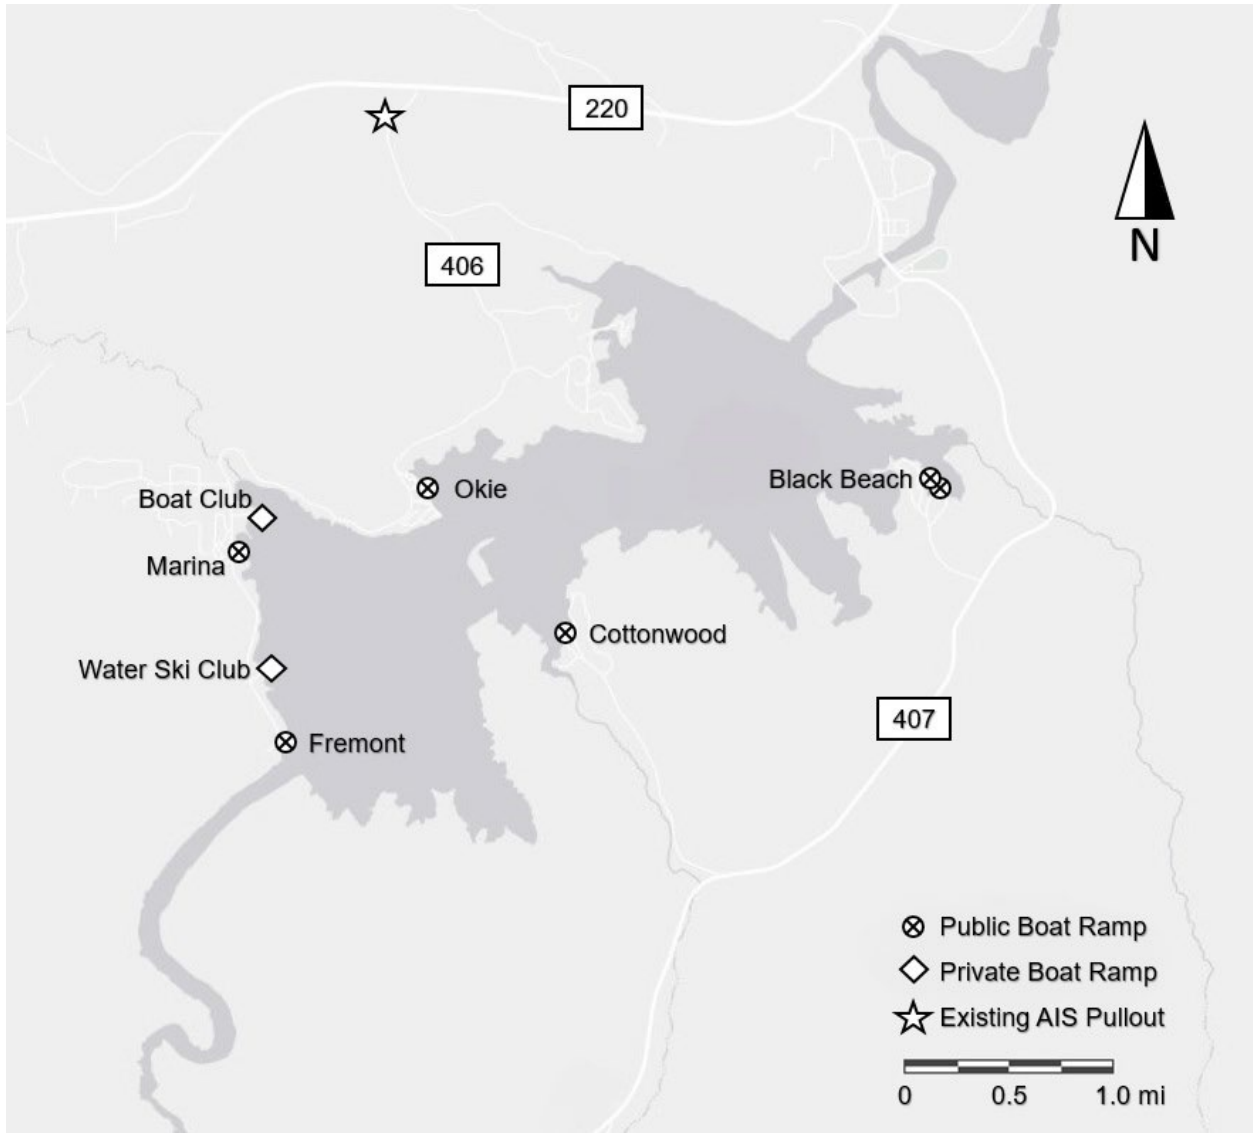 220
N
406
Black Beach
Okie
Boat Club
Marina
Cottonwood
Water Ski Club
407
Fremont
Public Boat Ramp
Private Boat Ramp
Existing AIS Pullout
0 0.5 1.0 mi